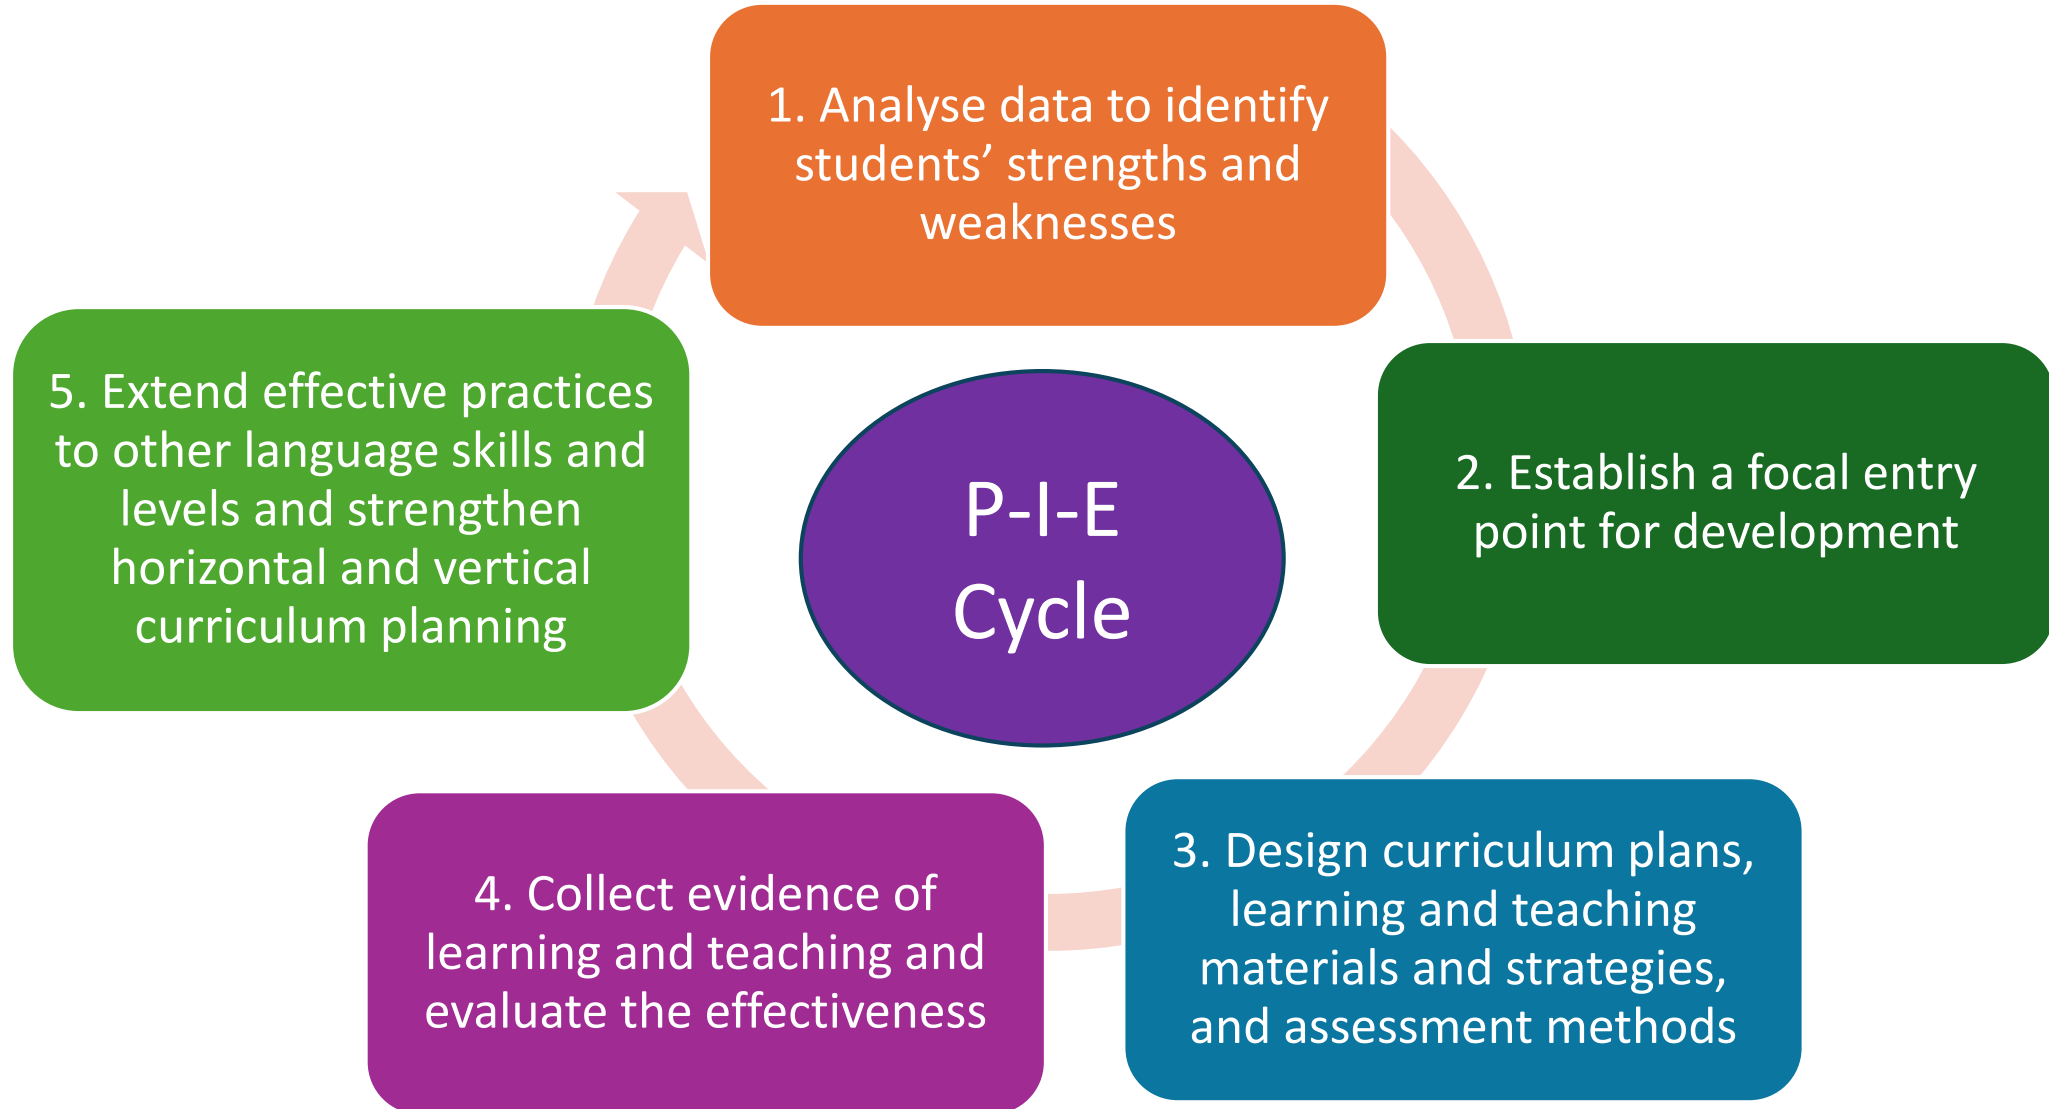 1. Analyse data to identify
students’ strengths and
weaknesses
2. Establish a focal entry
point for development
3. Design curriculum plans,
learning and teaching
materials and strategies,
and assessment methods
4. Collect evidence of
learning and teaching and
evaluate the effectiveness
5. Extend effective practices
to other language skills and
levels and strengthen
horizontal and vertical
curriculum planning
P-I-E
Cycle